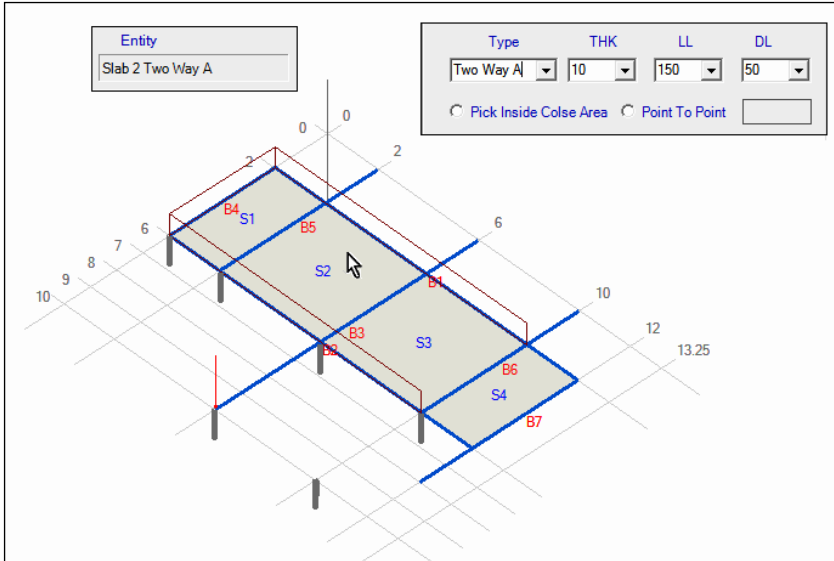 Entity
Slab 2 Two Way A
Type THK LL DL
Two Way A 10 150 50
Pick Inside Colse Area Point To Point
0 0
2 2
6 6
7
8
9
10 10
12
13.25
B4 S1 B5
S2 B1
B3 S3
B2 B6
S4
B7